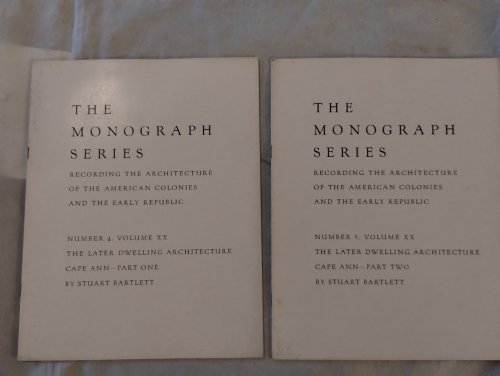 THE
MONOGRAPH
SERIES
RECORDING THE ARCHITECTURE
OF THE AMERICAN COLONIES
AND THE EARLY REPUBLIC
NUMBER 4, VOLUME XX
THE LATER DWELLING ARCHITECTURE
CAPE ANN—PART ONE
BY STUART BARTLETT
THE
MONOGRAPH
SERIES
RECORDING THE ARCHITECTURE
OF THE AMERICAN COLONIES
AND THE EARLY REPUBLIC
NUMBER 5, VOLUME XX
THE LATER DWELLING ARCHITECTURE
CAPE ANN—PART TWO
BY STUART BARTLETT